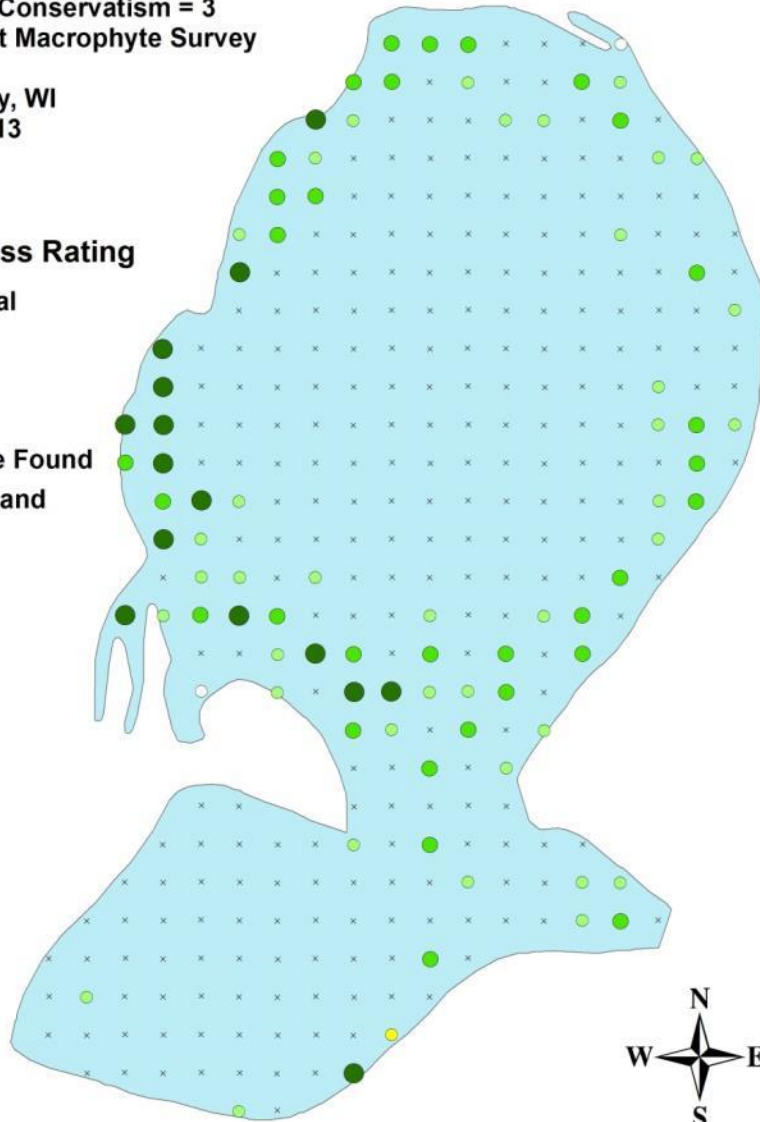 Conservatism = 3
t Macrophyte Survey
y, WI
13
ss Rating
al
e Found
and
N
W E
S